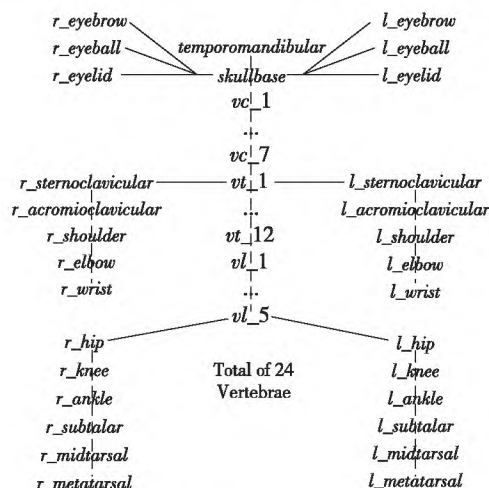 r_eyebrow l_eyebrow
r_eyeball temporomandibular l_eyeball
r_eyelid skullbase l_eyelid
vc_1
...
vc_7
r_sternoclavicular vt_1 l_sternoclavicular
r_acromioclavicular ... l_acromioclavicular
r_shoulder vt_12 l_shoulder
r_elbow vl_1 l_elbow
r_wrist ... l_wrist
vl_5
r_hip l_hip
r_knee Total of 24 l_knee
r_ankle Vertebrae l_ankle
r_subtalar l_subtalar
r_midtarsal l_midtarsal
r_metatarsal l_metatarsal